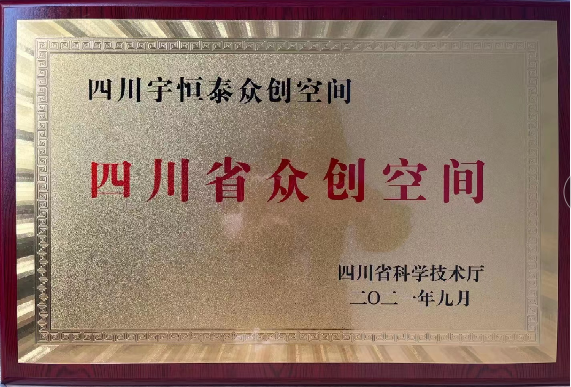 四川宇恒泰众创空间
四川省众创空间
四川省科学技术厅
二〇二一年九月